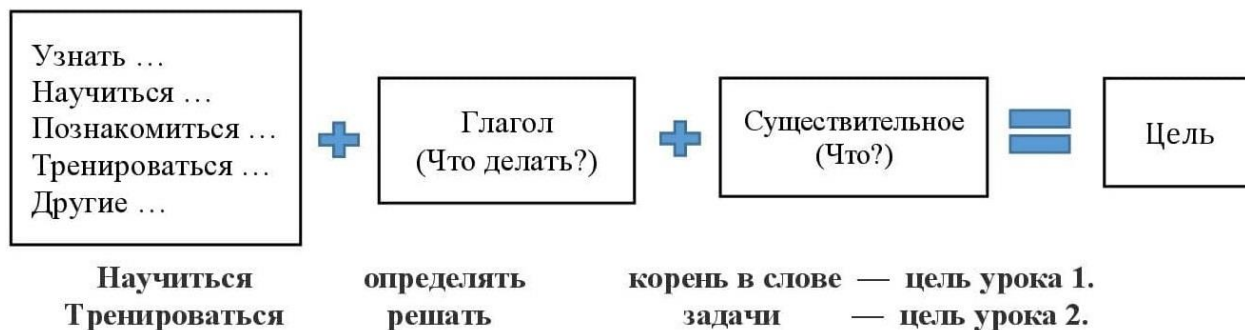 Узнать …
Научиться …
Познакомиться …
Тренироваться …
Другие …
Глагол
(Что делать?)
Существительное
(Что?)
Цель
Научиться определять корень в слове — цель урока 1.
Тренироваться решать задачи — цель урока 2.